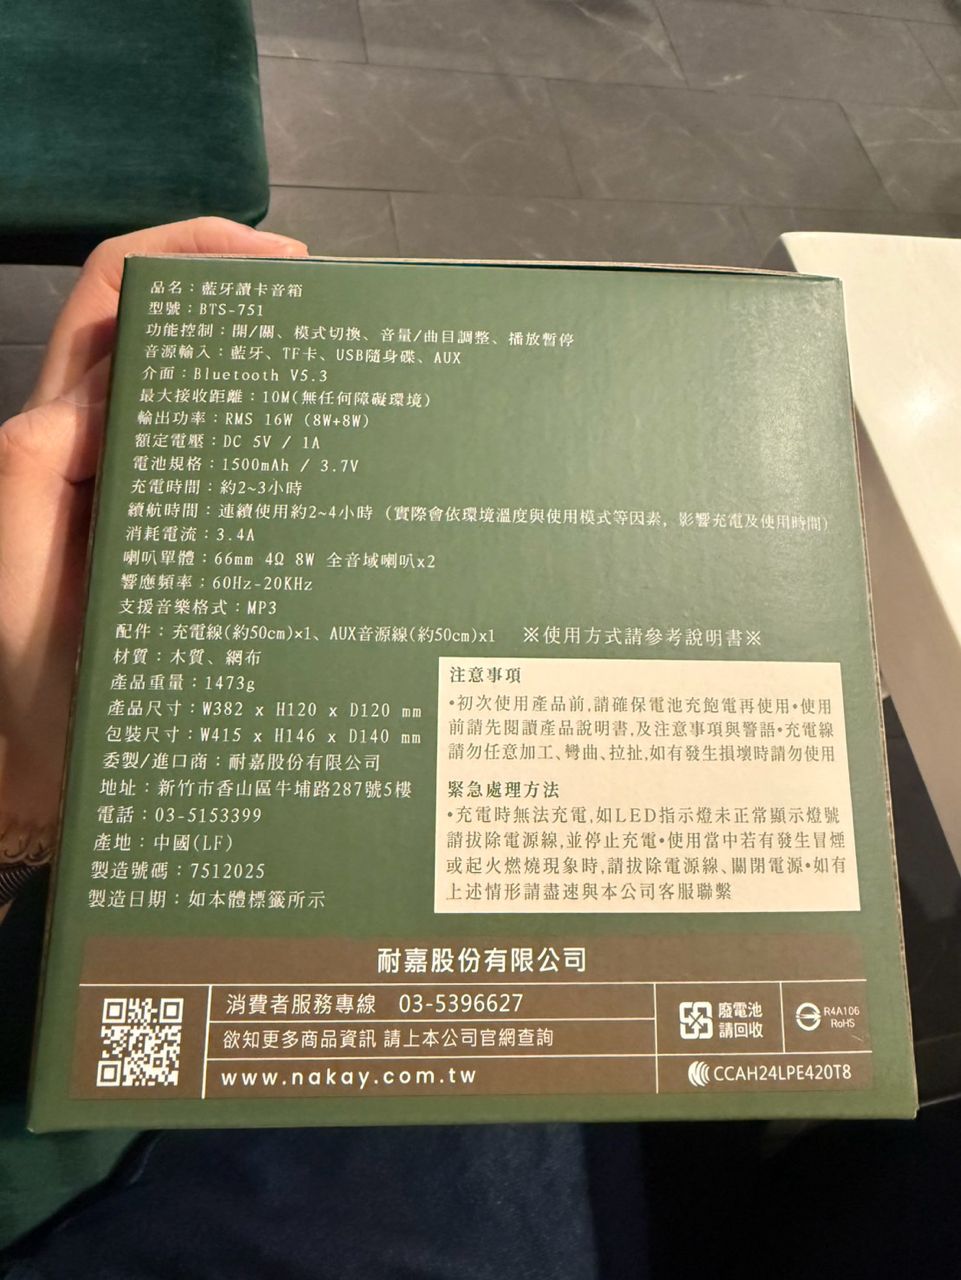 品名：藍牙讀卡音箱
型號：BTS-751
功能控制：開/關、模式切換、音量/曲目調整、播放暫停
音源輸入：藍牙、TF卡、USB隨身碟、AUX
介面：Bluetooth V5.3
最大接收距離：10M(無任何障礙環境)
輸出功率：RMS 16W (8W+8W)
額定電壓：DC 5V / 1A
電池規格：1500mAh / 3.7V
充電時間：約2~3小時
續航時間：連續使用約2~4小時 (實際會依環境溫度與使用模式等因素，影響充電及使用時間)
消耗電流：3.4A
喇叭單體：66mm 4Ω 8W 全音域喇叭x2
響應頻率：60Hz-20KHz
支援音樂格式：MP3
配件：充電線(約50cm)×1、AUX音源線(約50cm)x1 ※使用方式請參考說明書※
材質：木質、網布
產品重量：1473g
產品尺寸：W382 x H120 x D120 mm
包裝尺寸：W415 x H146 x D140 mm
委製/進口商：耐嘉股份有限公司
地址：新竹市香山區牛埔路287號5樓
電話：03-5153399
產地：中國(LF)
製造號碼：7512025
製造日期：如本體標籤所示
注意事項
•初次使用產品前,請確保電池充飽電再使用•使用
前請先閱讀產品說明書,及注意事項與警語•充電線
請勿任意加工、彎曲、拉扯,如有發生損壞時請勿使用
緊急處理方法
•充電時無法充電,如LED指示燈未正常顯示燈號
請拔除電源線,並停止充電•使用當中若有發生冒煙
或起火燃燒現象時,請拔除電源線、關閉電源•如有
上述情形請盡速與本公司客服聯繫
耐嘉股份有限公司
消費者服務專線 03-5396627
欲知更多商品資訊 請上本公司官網查詢
www.nakay.com.tw
廢電池
請回收
R4A106
RoHS
CCAH24LPE420T8